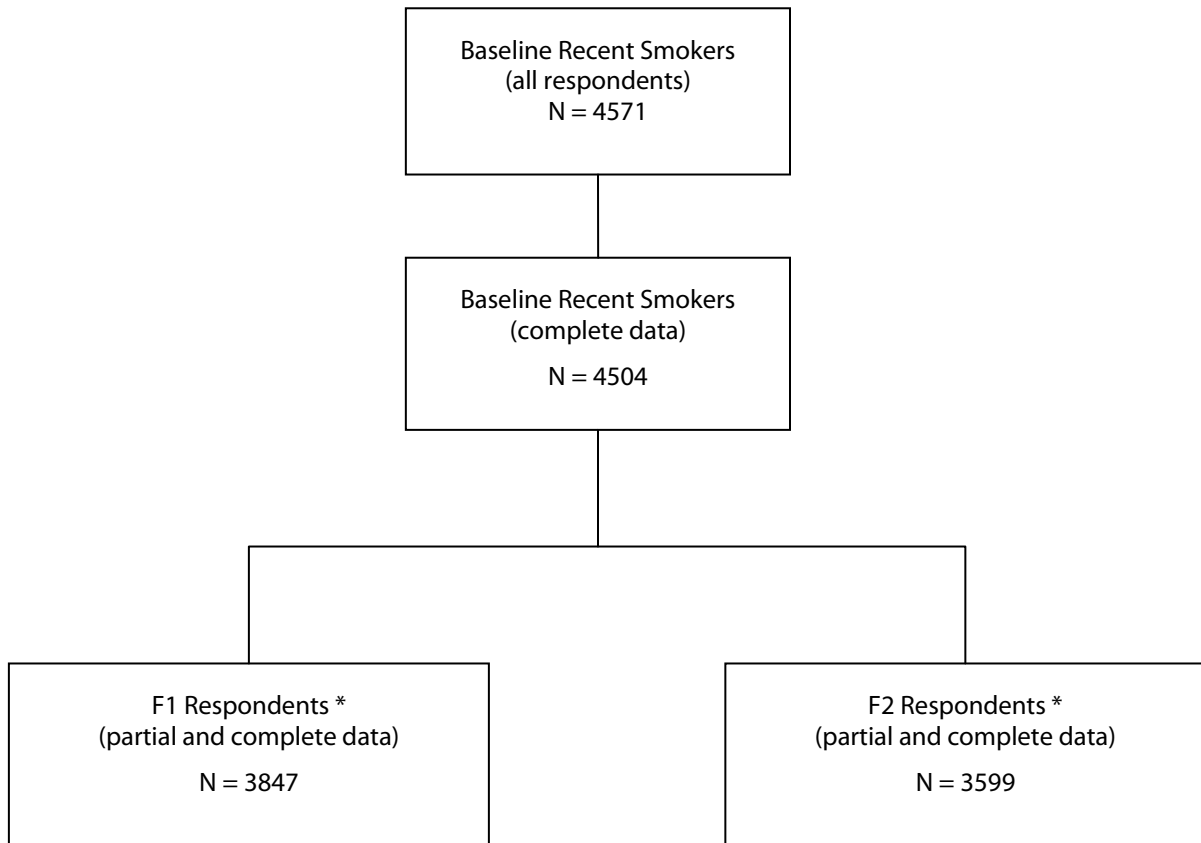 Baseline Recent Smokers
(all respondents)
N = 4571
Baseline Recent Smokers
(complete data)
N = 4504
F1 Respondents *
(partial and complete data)
N = 3847
F2 Respondents *
(partial and complete data)
N = 3599